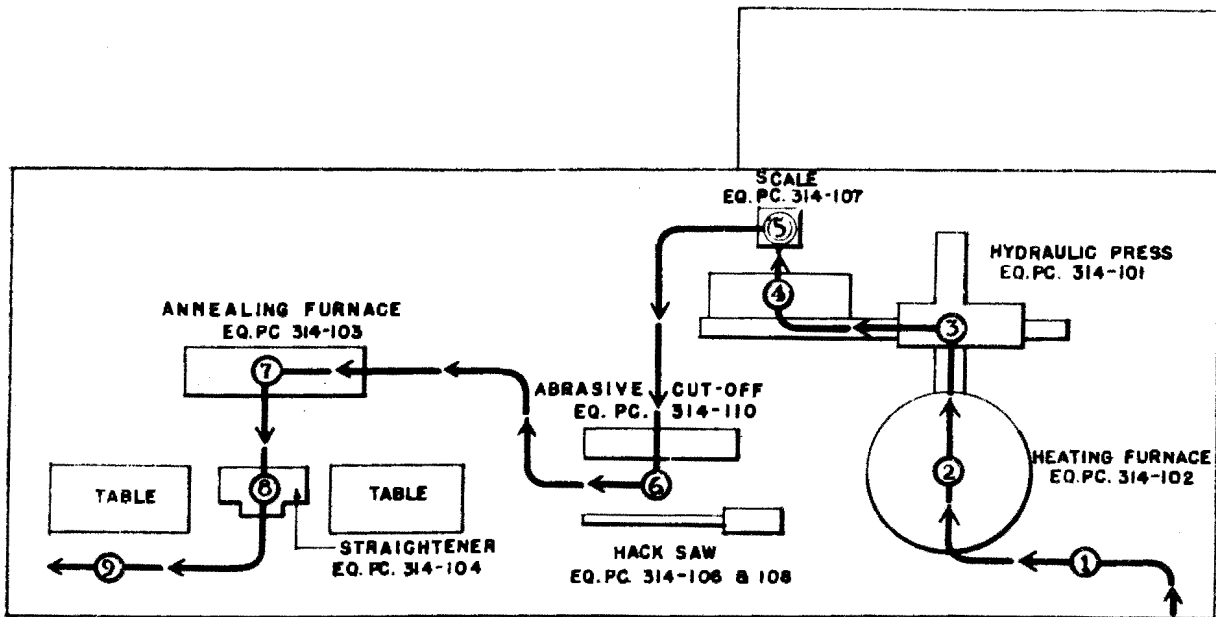 SCALE
EQ. PC. 314-107
5
HYDRAULIC PRESS
EQ. PC. 314-101
4
3
ANNEALING FURNACE
EQ. PC 314-103
7
ABRASIVE CUT-OFF
EQ. PC. 314-110
HEATING FURNACE
EQ. PC. 314-102
2
6
TABLE
8
TABLE
STRAIGHTENER
EQ. PC. 314-104
HACK SAW
EQ. PC. 314-106 & 108
9
1